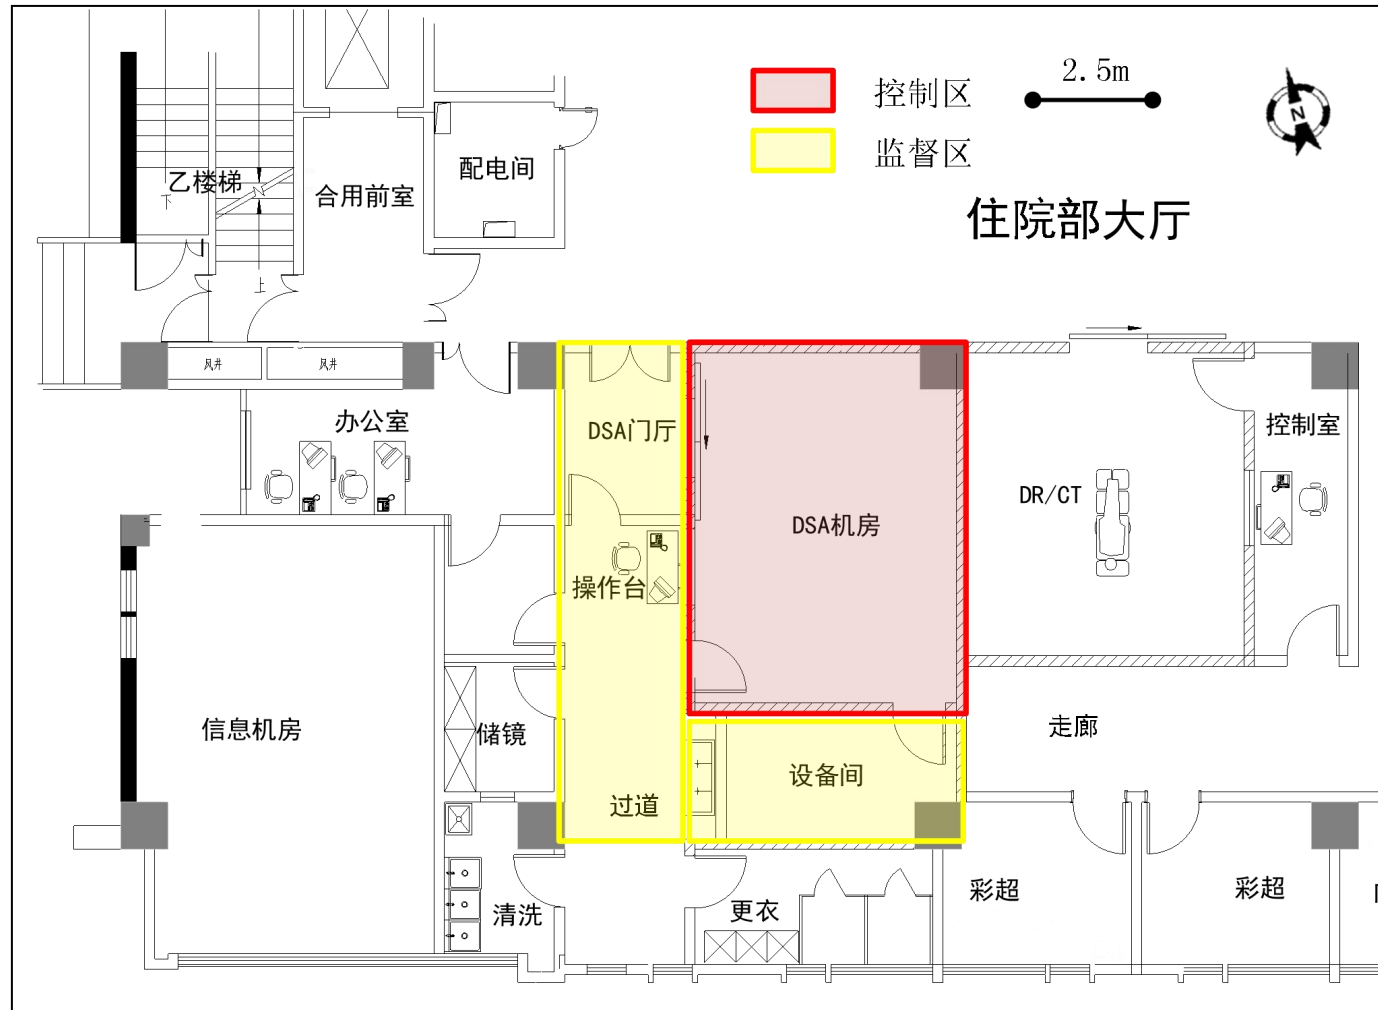 2.5m
控制区
监督区
N
住院部大厅
配电间
乙楼梯
下
合用前室
上
风井
风井
办公室
DSA门厅
控制室
DR/CT
DSA机房
操作台
信息机房
储镜
走廊
设备间
过道
彩超
彩超
更衣
清洗